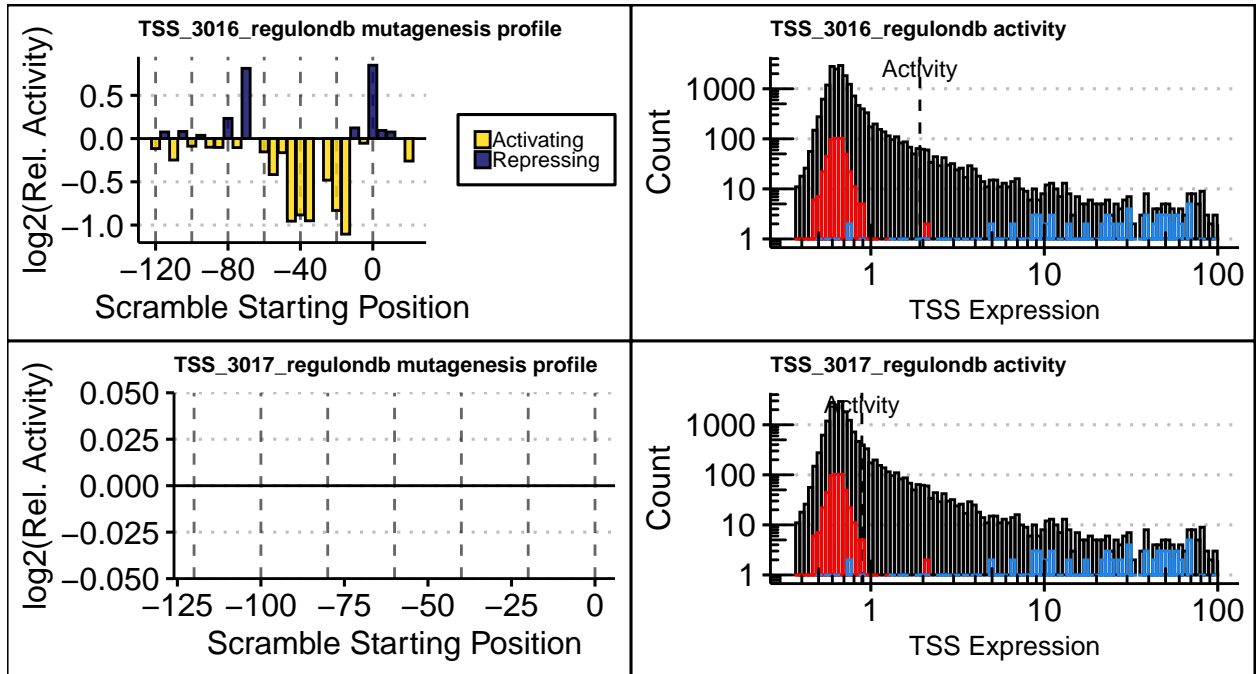 TSS_3016_regulondb mutagenesis profile
log2(Rel. Activity)
0.5
0.0
−0.5
−1.0
−120 −80 −40 0
Scramble Starting Position
Activating
Repressing
TSS_3016_regulondb activity
Activity
Count
1000
100
10
1
1 10 100
TSS Expression
TSS_3017_regulondb mutagenesis profile
log2(Rel. Activity)
0.050
0.025
0.000
−0.025
−0.050
−125 −100 −75 −50 −25 0
Scramble Starting Position
TSS_3017_regulondb activity
Activity
Count
1000
100
10
1
1 10 100
TSS Expression